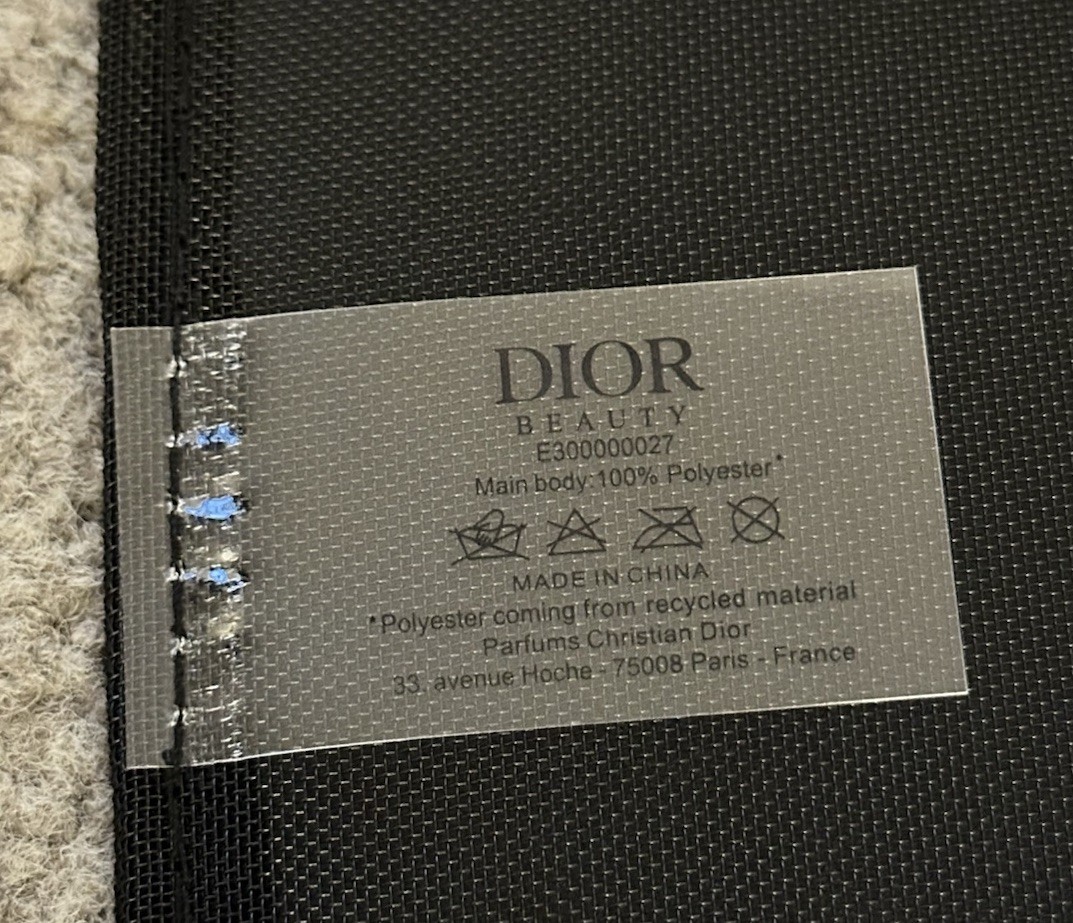 DIOR
BEAUTY
E300000027
Main body:100% Polyester*
MADE IN CHINA
*Polyester coming from recycled material
Parfums Christian Dior
33, avenue Hoche - 75008 Paris - France